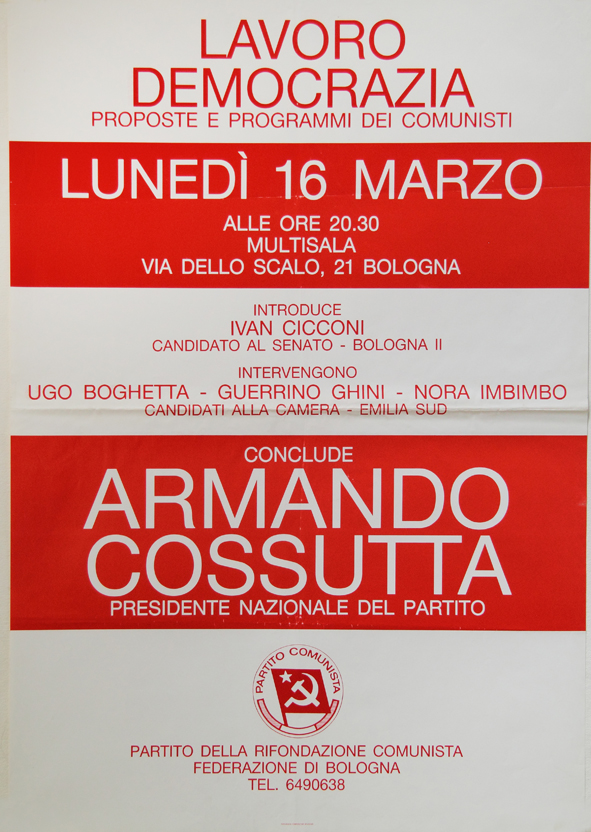 LAVORO
DEMOCRAZIA
PROPOSTE E PROGRAMMI DEI COMUNISTI
LUNEDÌ 16 MARZO
ALLE ORE 20.30
MULTISALA
VIA DELLO SCALO, 21 BOLOGNA
INTRODUCE
IVAN CICCONI
CANDIDATO AL SENATO - BOLOGNA II
INTERVENGONO
UGO BOGHETTA - GUERRINO GHINI - NORA IMBIMBO
CANDIDATI ALLA CAMERA - EMILIA SUD
CONCLUDE
ARMANDO
COSSUTTA
PRESIDENTE NAZIONALE DEL PARTITO
PARTITO COMUNISTA
PARTITO DELLA RIFONDAZIONE COMUNISTA
FEDERAZIONE DI BOLOGNA
TEL. 6490638